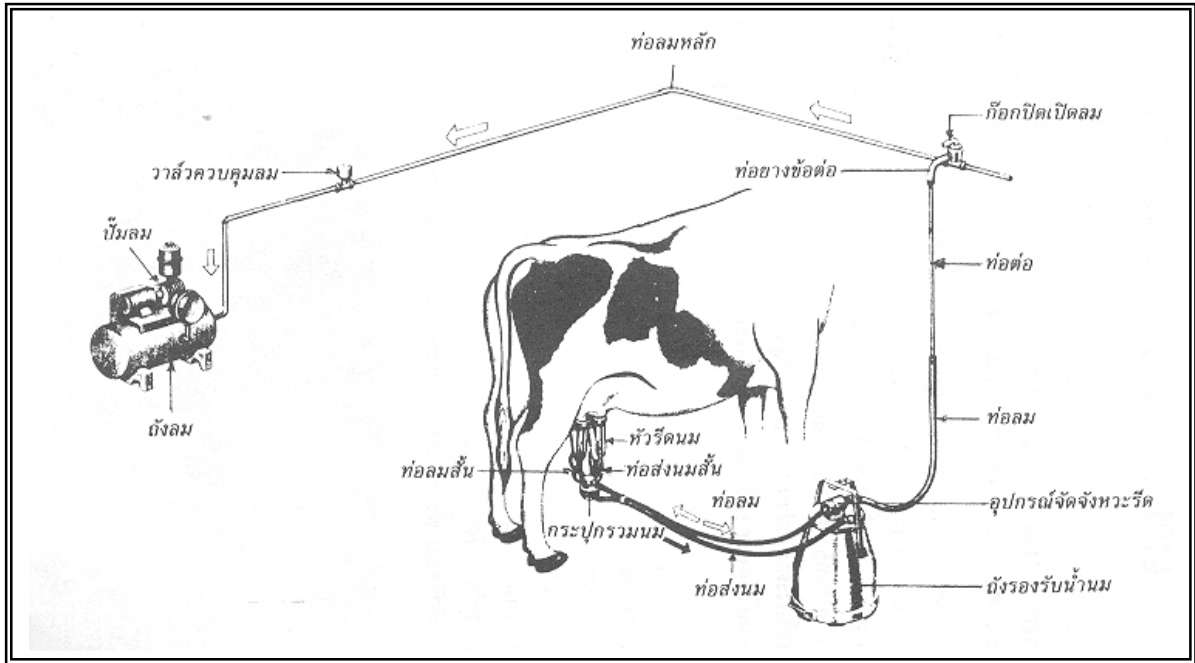 ท่อลมหลัก
ก๊อกปิดเปิดลม
วาล์วควบคุมลม
ท่อยางข้อต่อ
ปั๊มลม
ท่อต่อ
ถังลม
ท่อลม
หัวรีดนม
ท่อลมสั้น
ท่อส่งนมสั้น
ท่อลม
อุปกรณ์จัดจังหวะรีด
กระปุกรวมนม
ท่อส่งนม
ถังรองรับน้ำนม